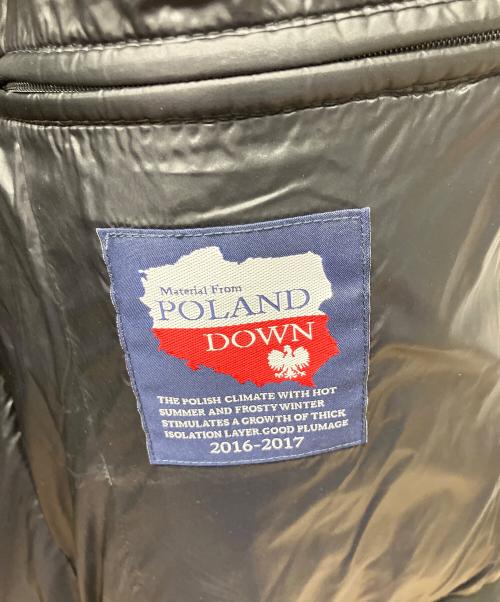 Material From
POLAND
DOWN
THE POLISH CLIMATE WITH HOT
SUMMER AND FROSTY WINTER
STIMULATES A GROWTH OF THICK
ISOLATION LAYER.GOOD PLUMAGE
2016-2017